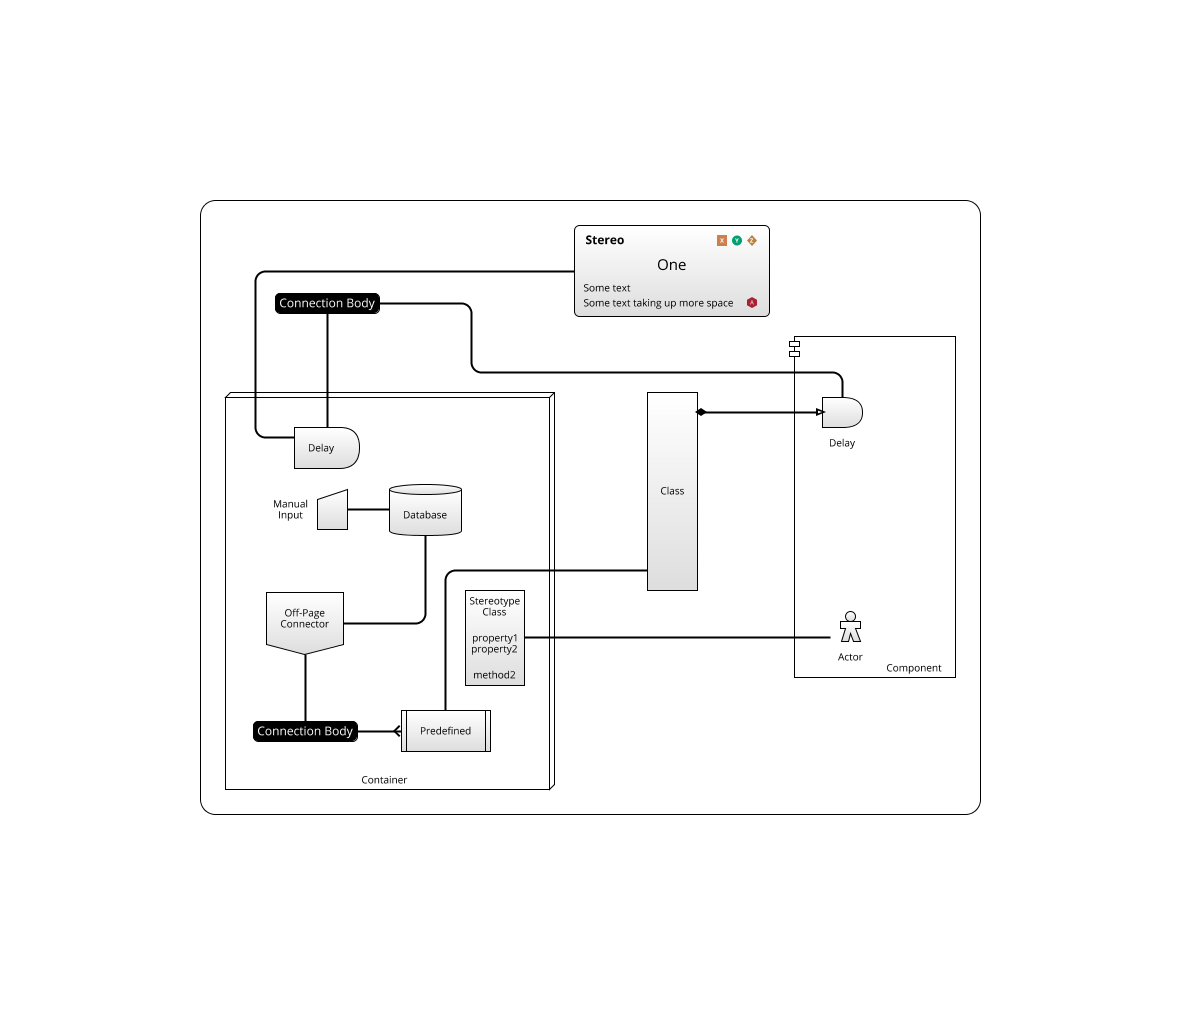 Stereo
X Y Z
One
Some text
Some text taking up more space
A
Connection Body
Delay
Manual
Input
Database
Class
Delay
Off-Page
Connector
Stereotype
Class
property1
property2
method2
Actor
Component
Connection Body
Predefined
Container